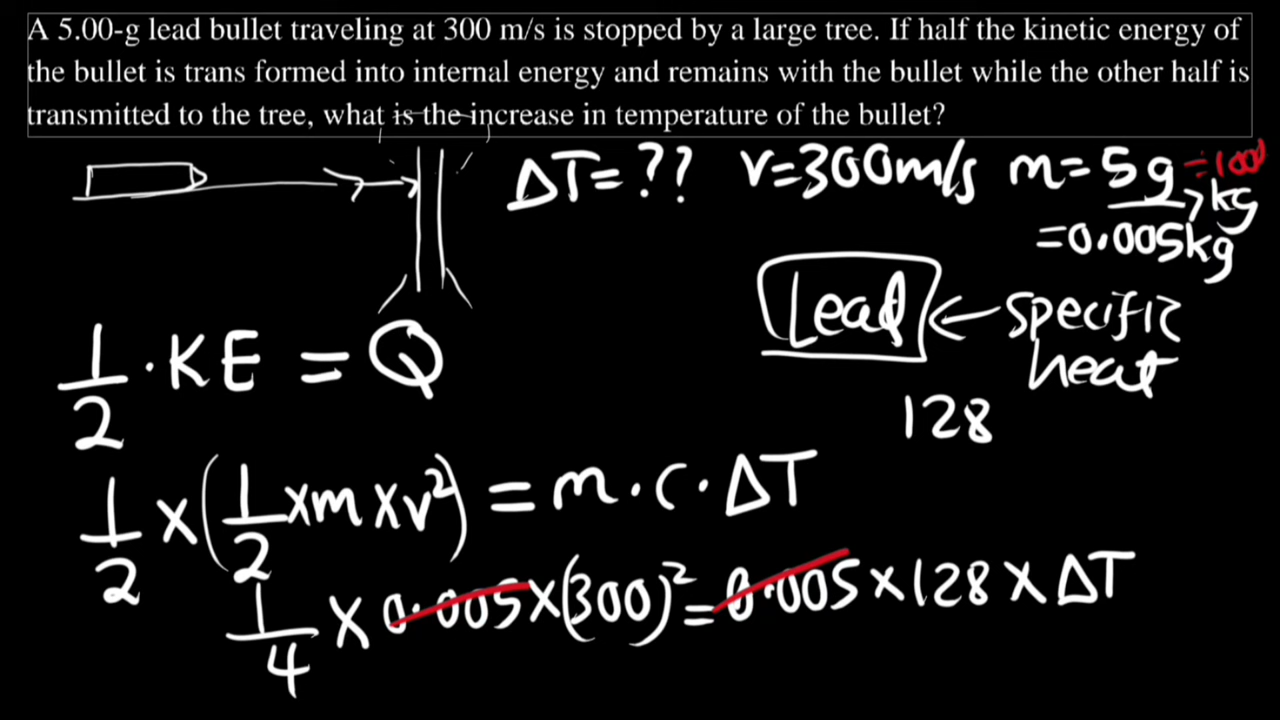 A 5.00-g lead bullet traveling at 300 m/s is stopped by a large tree. If half the kinetic energy of
the bullet is trans formed into internal energy and remains with the bullet while the other half is
transmitted to the tree, what is the increase in temperature of the bullet?
ΔT=?? v=300m/s m=5g ÷1000
→kg
=0.005kg
Lead ← specific
heat
128
1/2 · KE = Q
1/2 × (1/2 × m × v²) = m · c · ΔT
1/4 × 0.005 × (300)² = 0.005 × 128 × ΔT